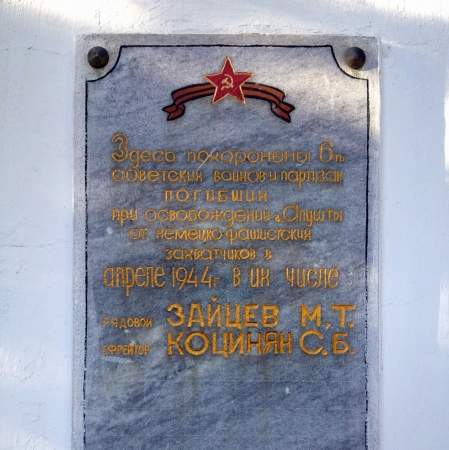 Здесь похоронены 6п
советских воинов и партизан
погибших
при освобождении г. Алушты
от немецко-фашистских
захватчиков в
апреле 1944г. в их числе
рядовой ЗАЙЦЕВ М.Т.
ефрейтор КОЦИНЯН С.Б.